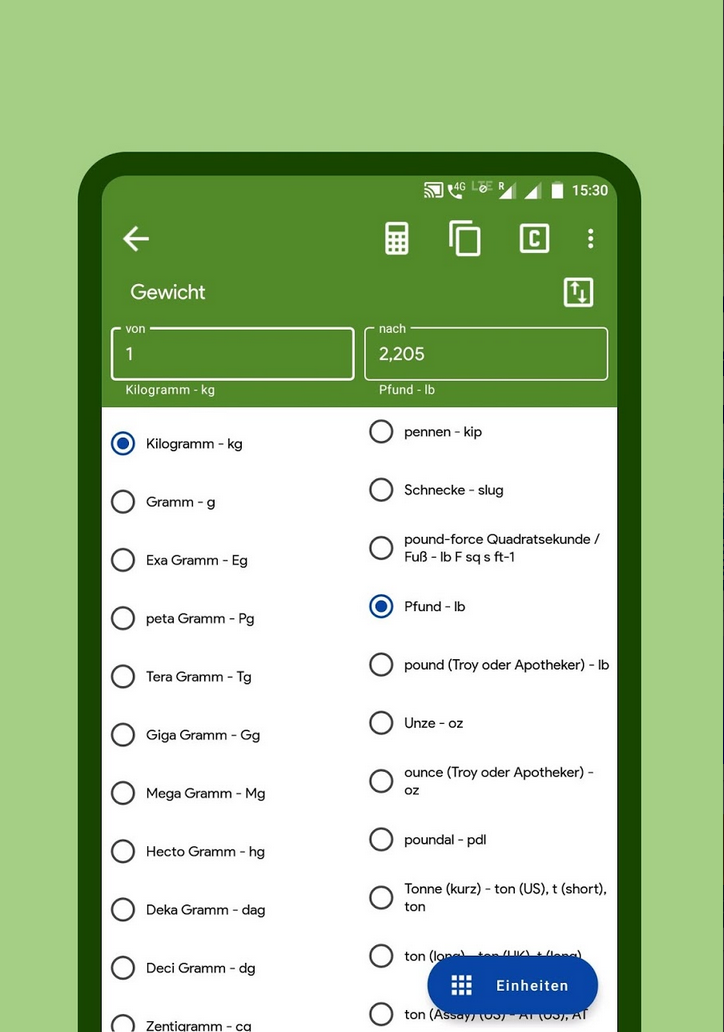 4G LTE R 15:30
C
Gewicht
von
1
Kilogramm - kg
nach
2,205
Pfund - lb
Kilogramm - kg
Gramm - g
Exa Gramm - Eg
peta Gramm - Pg
Tera Gramm - Tg
Giga Gramm - Gg
Mega Gramm - Mg
Hecto Gramm - hg
Deka Gramm - dag
Deci Gramm - dg
Zentigramm - cg
pennen - kip
Schnecke - slug
pound-force Quadratsekunde /
Fuß - lb F sq s ft-1
Pfund - lb
pound (Troy oder Apotheker) - lb
Unze - oz
ounce (Troy oder Apotheker) -
oz
poundal - pdl
Tonne (kurz) - ton (US), t (short),
ton
ton (long) - ton (UK), t (long)
ton (Assay) (US) - AT (US), AT
Einheiten